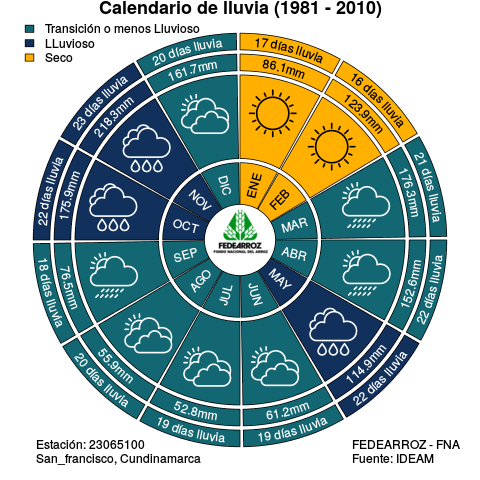 Calendario de lluvia (1981 - 2010)
Transición o menos Lluvioso
LLuvioso
Seco
17 días lluvia
86.1mm
ENE
16 días lluvia
123.9mm
FEB
21 días lluvia
176.3mm
MAR
22 días lluvia
152.6mm
ABR
22 días lluvia
114.9mm
MAY
19 días lluvia
61.2mm
JUN
19 días lluvia
52.8mm
JUL
20 días lluvia
55.9mm
AGO
18 días lluvia
76.5mm
SEP
22 días lluvia
175.9mm
OCT
23 días lluvia
218.3mm
NOV
20 días lluvia
161.7mm
DIC
FEDEARROZ
FONDO NACIONAL DEL ARROZ
Estación: 23065100
San_francisco, Cundinamarca
FEDEARROZ - FNA
Fuente: IDEAM